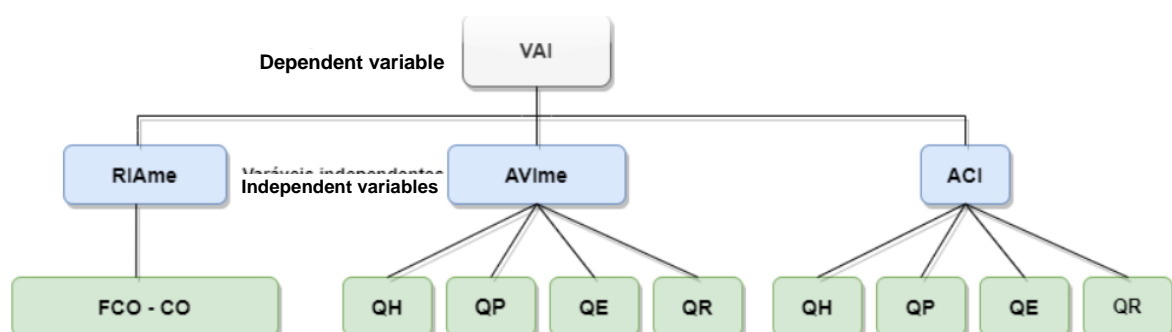 VAI
Dependent variable
RIAme
Independent variables
AVIme
ACI
FCO - CO
QH
QP
QE
QR
QH
QP
QE
QR